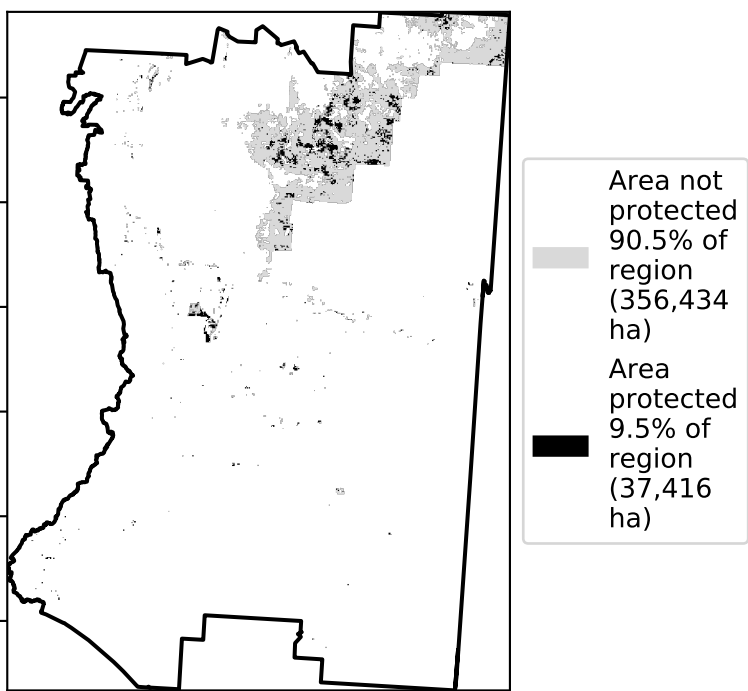 Area not
protected
90.5% of
region
(356,434
ha)
Area
protected
9.5% of
region
(37,416
ha)